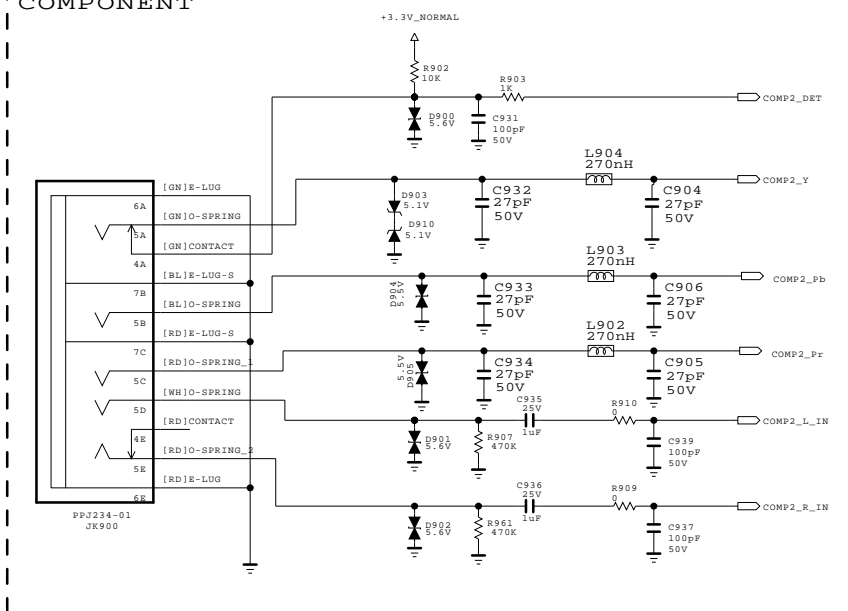 COMPONENT
+3.3V_NORMAL
R902
10K
R903
1K
COMP2_DET
D900
5.6V
C931
100pF
50V
L904
270nH
COMP2_Y
D903
5.1V
D910
5.1V
C932
27pF
50V
C904
27pF
50V
[GN]E-LUG
6A
[GN]O-SPRING
5A
[GN]CONTACT
4A
[BL]E-LUG-S
7B
[BL]O-SPRING
5B
[RD]E-LUG-S
7C
[RD]O-SPRING_1
5C
[WH]O-SPRING
5D
[RD]CONTACT
4E
[RD]O-SPRING_2
5E
[RD]E-LUG
6E
PPJ234-01
JK900
L903
270nH
COMP2_Pb
D904
5.5V
C933
27pF
50V
C906
27pF
50V
L902
270nH
COMP2_Pr
5.5V
D905
C934
27pF
50V
C905
27pF
50V
C935
25V
1uF
R910
0
COMP2_L_IN
D901
5.6V
R907
470K
C939
100pF
50V
C936
25V
1uF
R909
0
COMP2_R_IN
D902
5.6V
R961
470K
C937
100pF
50V